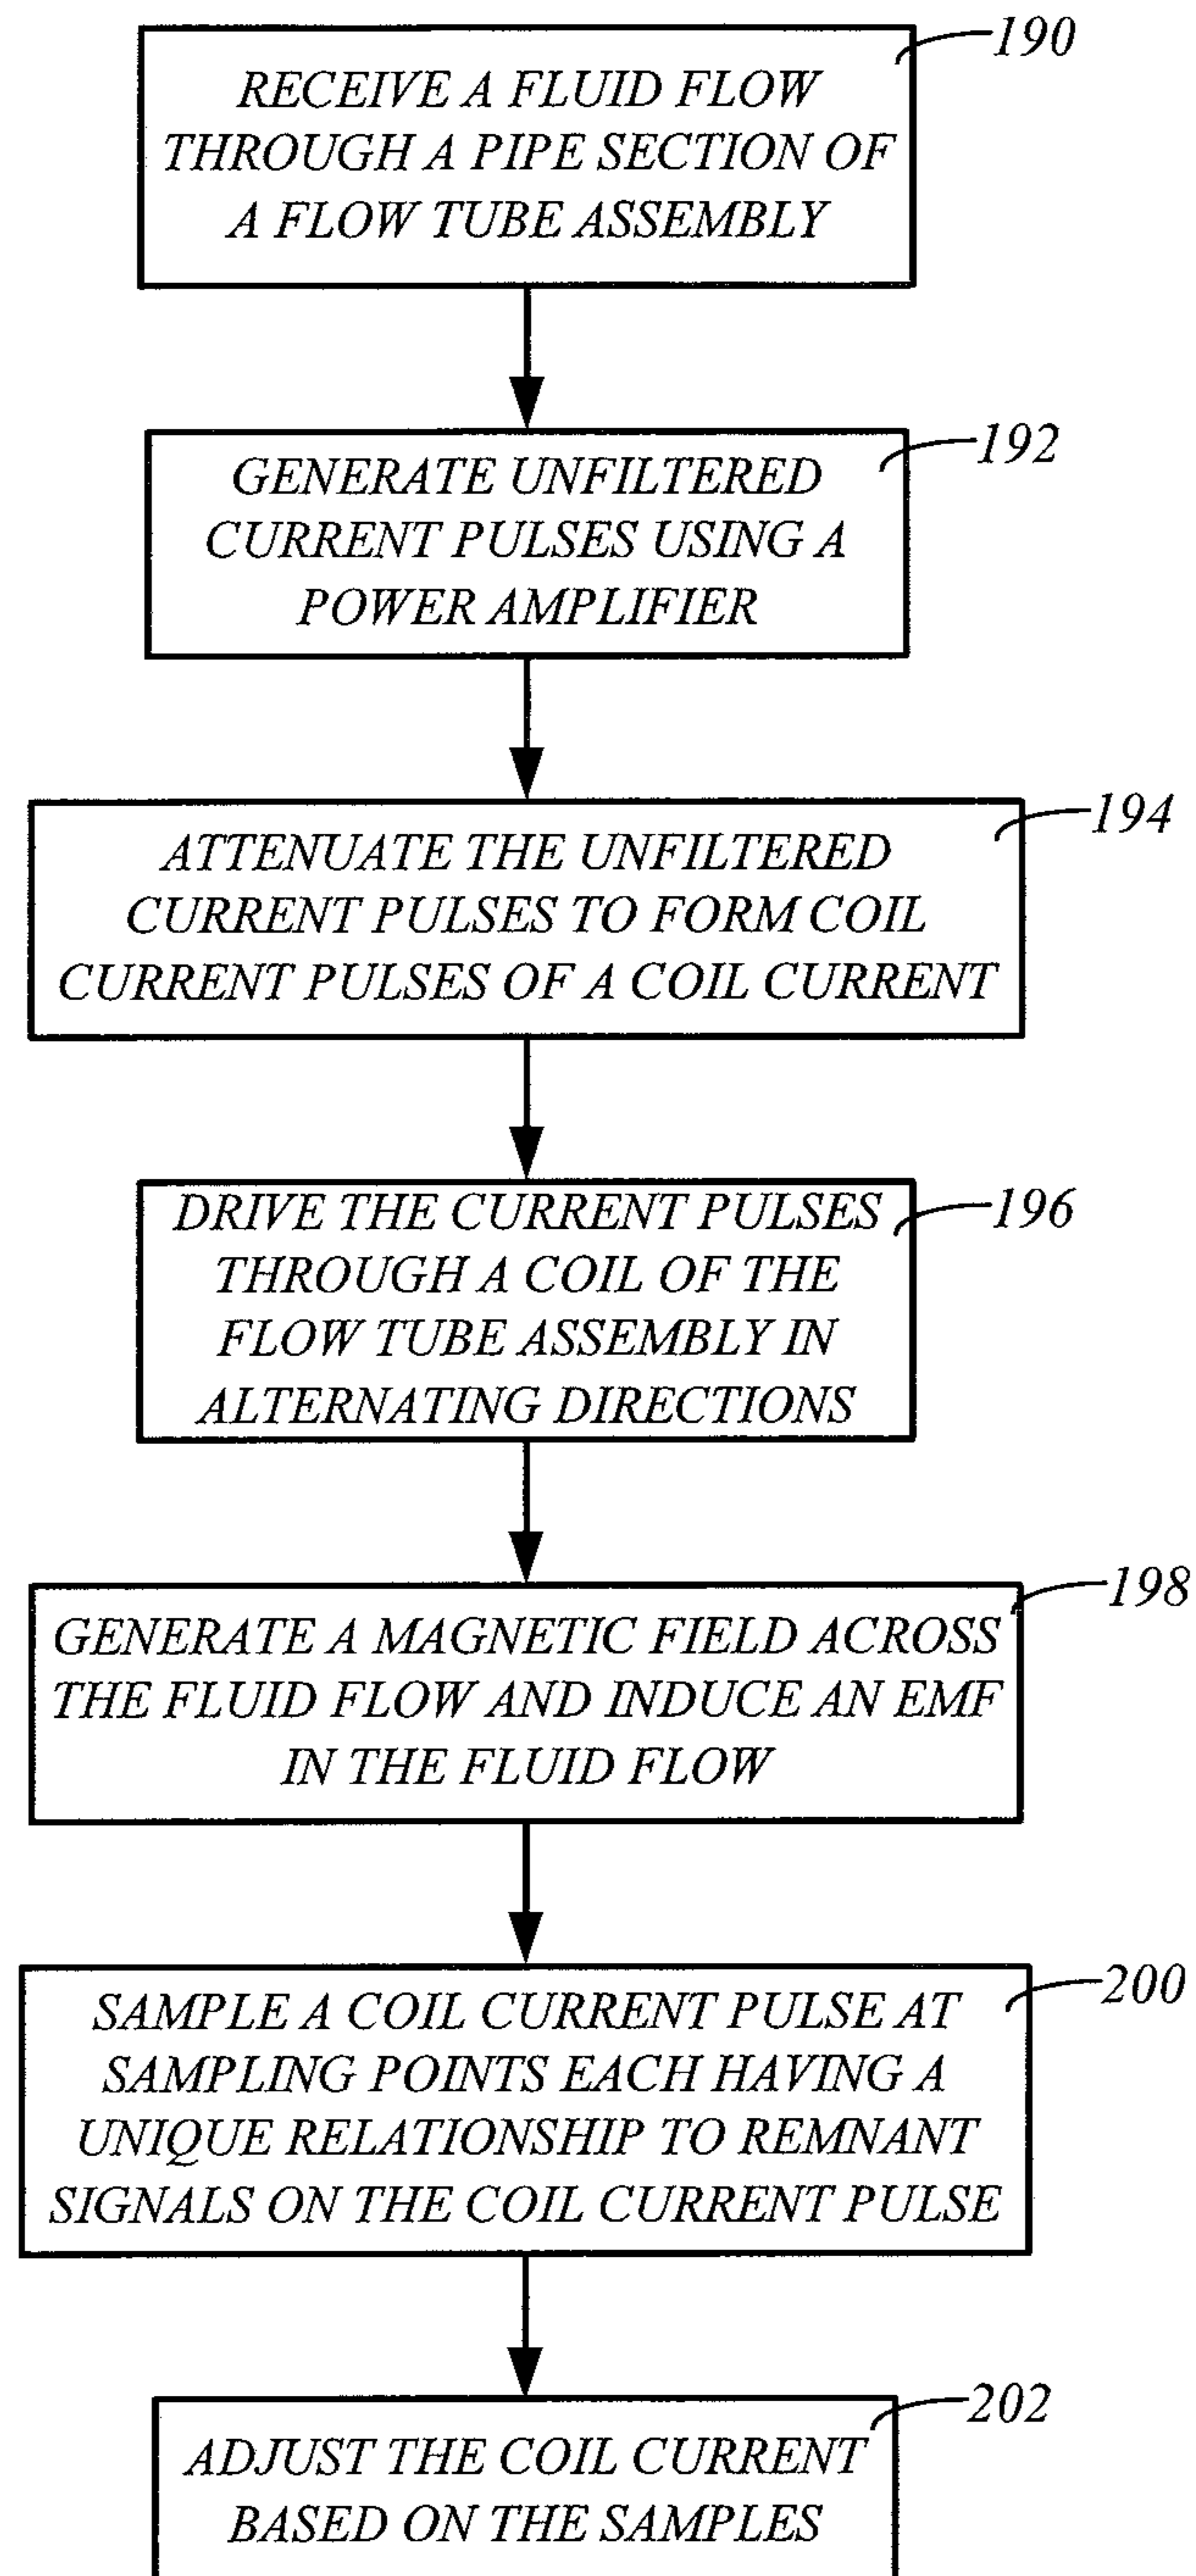 190
RECEIVE A FLUID FLOW
THROUGH A PIPE SECTION OF
A FLOW TUBE ASSEMBLY
192
GENERATE UNFILTERED
CURRENT PULSES USING A
POWER AMPLIFIER
194
ATTENUATE THE UNFILTERED
CURRENT PULSES TO FORM COIL
CURRENT PULSES OF A COIL CURRENT
196
DRIVE THE CURRENT PULSES
THROUGH A COIL OF THE
FLOW TUBE ASSEMBLY IN
ALTERNATING DIRECTIONS
198
GENERATE A MAGNETIC FIELD ACROSS
THE FLUID FLOW AND INDUCE AN EMF
IN THE FLUID FLOW
200
SAMPLE A COIL CURRENT PULSE AT
SAMPLING POINTS EACH HAVING A
UNIQUE RELATIONSHIP TO REMNANT
SIGNALS ON THE COIL CURRENT PULSE
202
ADJUST THE COIL CURRENT
BASED ON THE SAMPLES